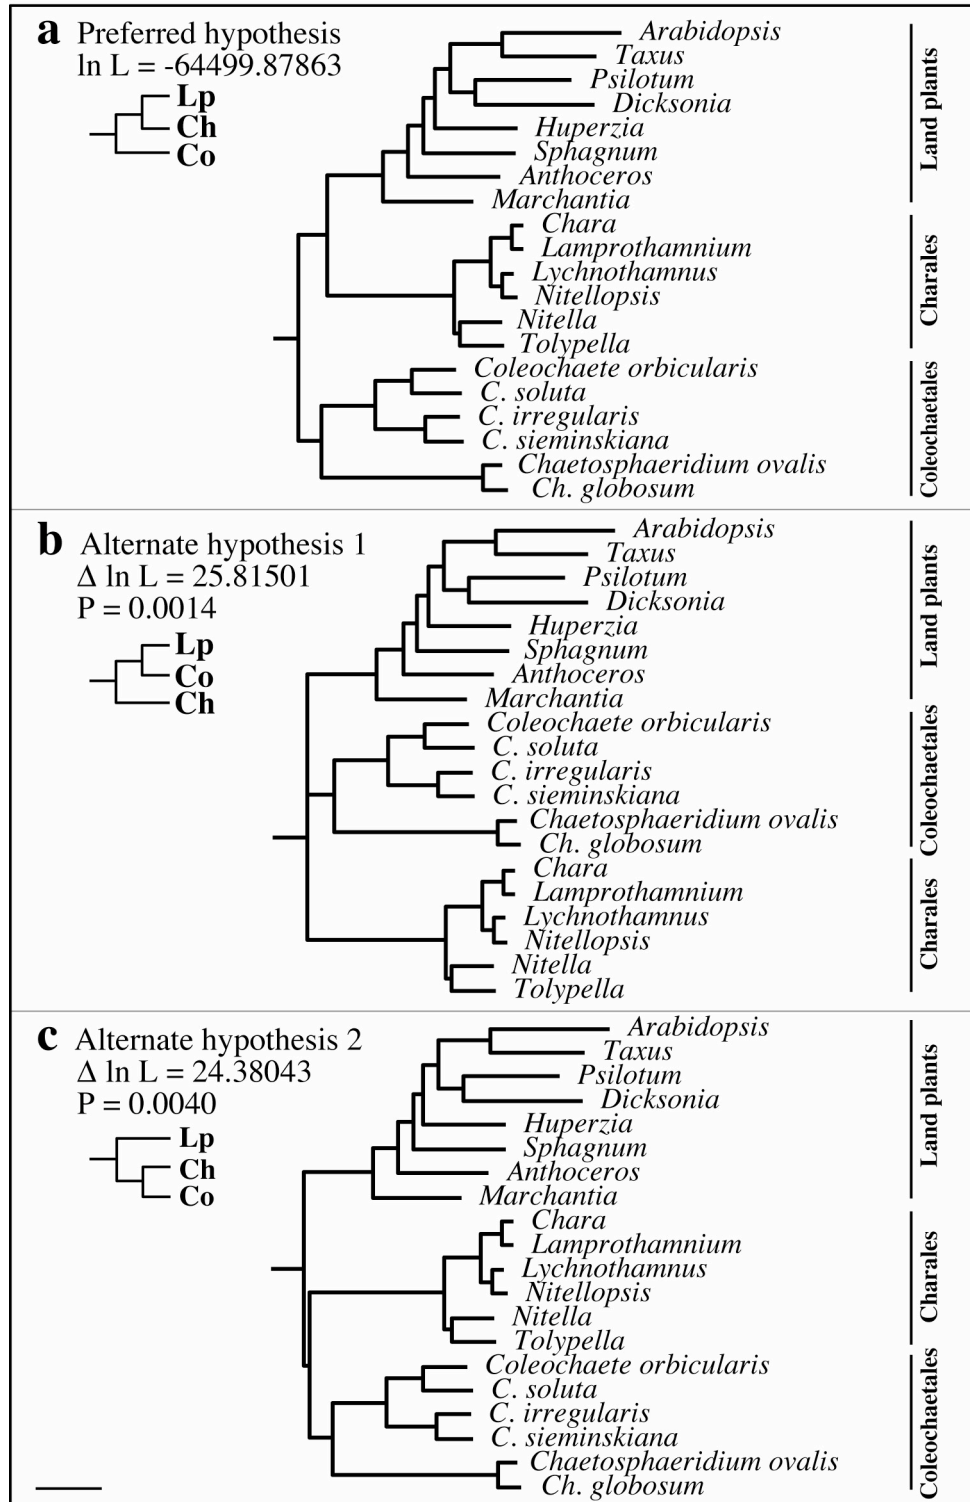 a Preferred hypothesis
ln L = -64499.87863
Lp
Ch
Co
Arabidopsis
Taxus
Psilotum
Dicksonia
Huperzia
Sphagnum
Anthoceros
Marchantia
Chara
Lamprothamnium
Lychnothamnus
Nitellopsis
Nitella
Tolypella
Coleochaete orbicularis
C. soluta
C. irregularis
C. sieminskiana
Chaetosphaeridium ovalis
Ch. globosum
Land plants
Charales
Coleochaetales
b Alternate hypothesis 1
Δ ln L = 25.81501
P = 0.0014
Lp
Co
Ch
Arabidopsis
Taxus
Psilotum
Dicksonia
Huperzia
Sphagnum
Anthoceros
Marchantia
Coleochaete orbicularis
C. soluta
C. irregularis
C. sieminskiana
Chaetosphaeridium ovalis
Ch. globosum
Chara
Lamprothamnium
Lychnothamnus
Nitellopsis
Nitella
Tolypella
Land plants
Coleochaetales
Charales
c Alternate hypothesis 2
Δ ln L = 24.38043
P = 0.0040
Lp
Ch
Co
Arabidopsis
Taxus
Psilotum
Dicksonia
Huperzia
Sphagnum
Anthoceros
Marchantia
Chara
Lamprothamnium
Lychnothamnus
Nitellopsis
Nitella
Tolypella
Coleochaete orbicularis
C. soluta
C. irregularis
C. sieminskiana
Chaetosphaeridium ovalis
Ch. globosum
Land plants
Charales
Coleochaetales